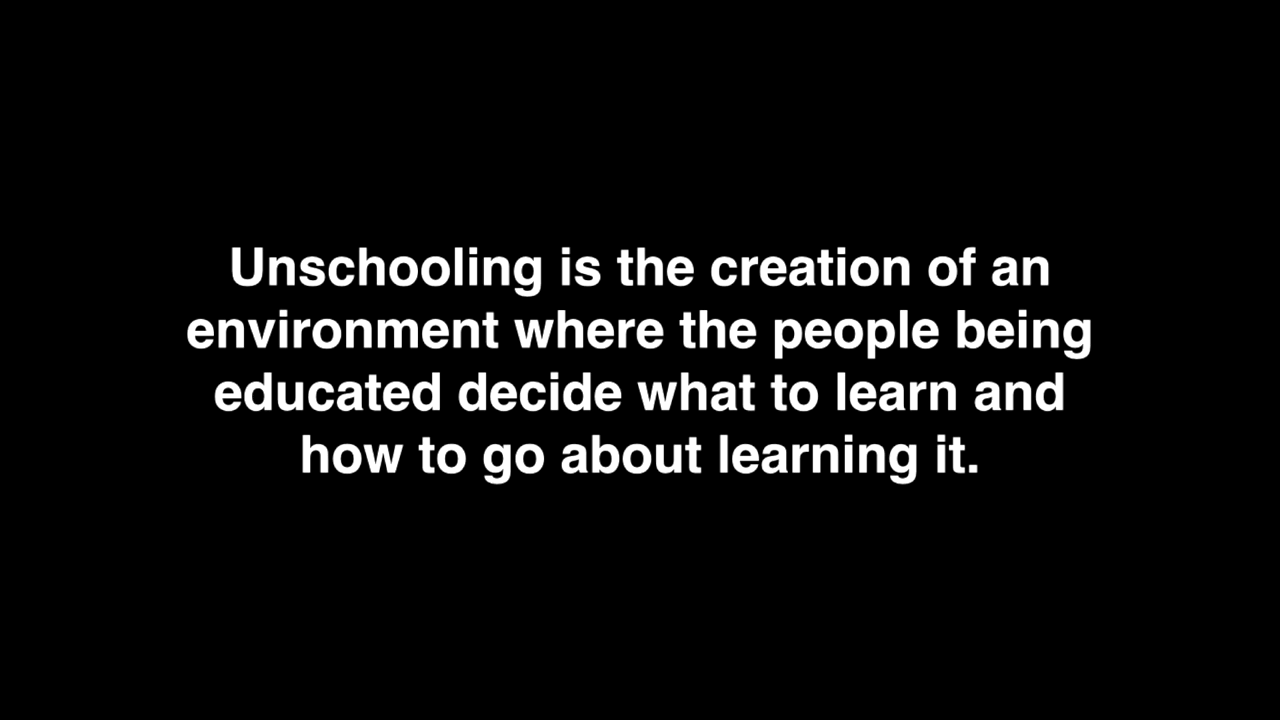 Unschooling is the creation of an
environment where the people being
educated decide what to learn and
how to go about learning it.